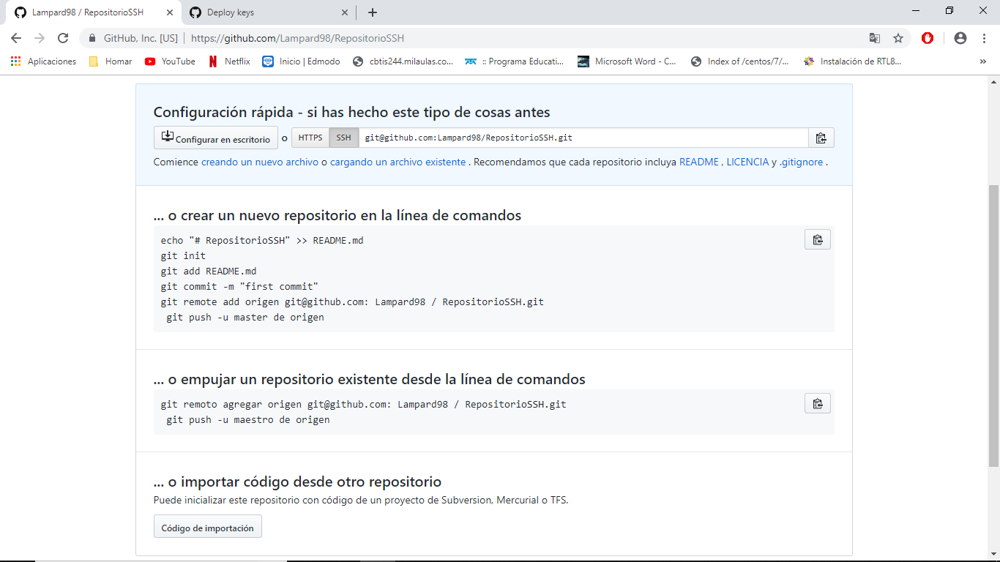 Lampard98 / RepositorioSSH
Deploy keys
GitHub, Inc. [US]
https://github.com/Lampard98/RepositorioSSH
Aplicaciones
Homar
YouTube
Netflix
Inicio | Edmodo
cbtis244.milaulas.co...
:: Programa Educati...
Microsoft Word - C...
Index of /centos/7/...
Instalación de RTL8...
»
Configuración rápida - si has hecho este tipo de cosas antes
Configurar en escritorio o HTTPS SSH git@github.com:Lampard98/RepositorioSSH.git
Comience creando un nuevo archivo o cargando un archivo existente . Recomendamos que cada repositorio incluya README , LICENCIA y .gitignore .
... o crear un nuevo repositorio en la línea de comandos
echo "# RepositorioSSH" >> README.md
git init
git add README.md
git commit -m "first commit"
git remote add origen git@github.com: Lampard98 / RepositorioSSH.git
git push -u master de origen
... o empujar un repositorio existente desde la línea de comandos
git remoto agregar origen git@github.com: Lampard98 / RepositorioSSH.git
git push -u maestro de origen
... o importar código desde otro repositorio
Puede inicializar este repositorio con código de un proyecto de Subversion, Mercurial o TFS.
Código de importación